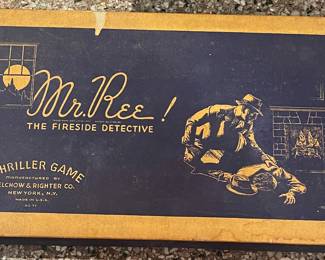 Mr. Ree!
THE FIRESIDE DETECTIVE
THRILLER GAME
MANUFACTURED BY
SELCHOW & RIGHTER CO.
NEW YORK, N.Y.
MADE IN U.S.A.